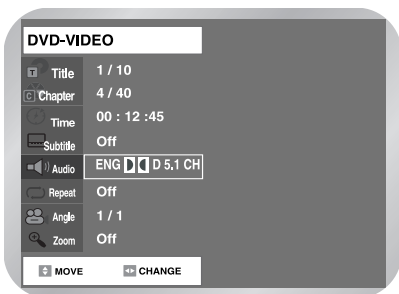 DVD-VIDEO
T Title 1 / 10
C Chapter 4 / 40
Time 00 : 12 :45
Subtitle Off
Audio ENG D 5.1 CH
Repeat Off
Angle 1 / 1
Zoom Off
MOVE CHANGE